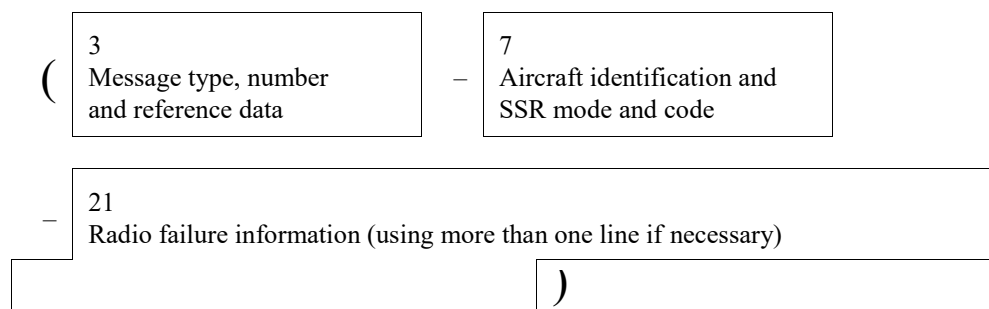 3 7
( Message type, number – Aircraft identification and
and reference data SSR mode and code
21
– Radio failure information (using more than one line if necessary)
)